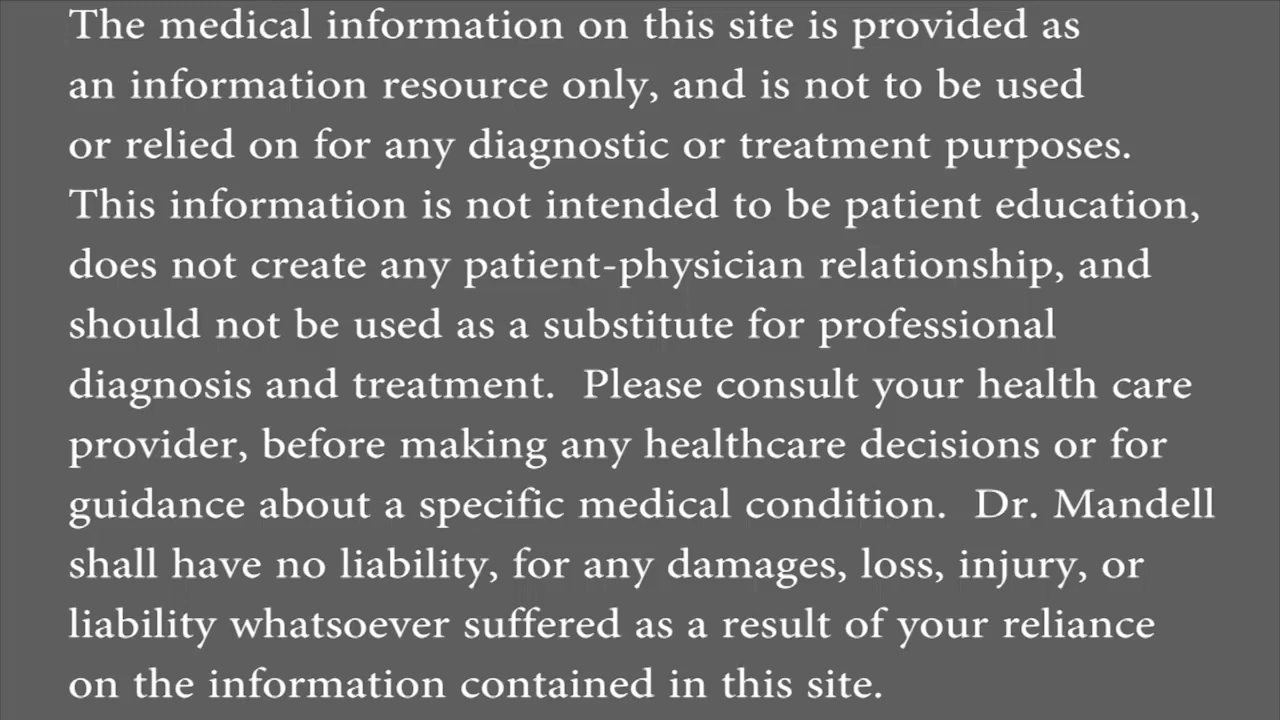 The medical information on this site is provided as
an information resource only, and is not to be used
or relied on for any diagnostic or treatment purposes.
This information is not intended to be patient education,
does not create any patient-physician relationship, and
should not be used as a substitute for professional
diagnosis and treatment.  Please consult your health care
provider, before making any healthcare decisions or for
guidance about a specific medical condition.  Dr. Mandell
shall have no liability, for any damages, loss, injury, or
liability whatsoever suffered as a result of your reliance
on the information contained in this site.